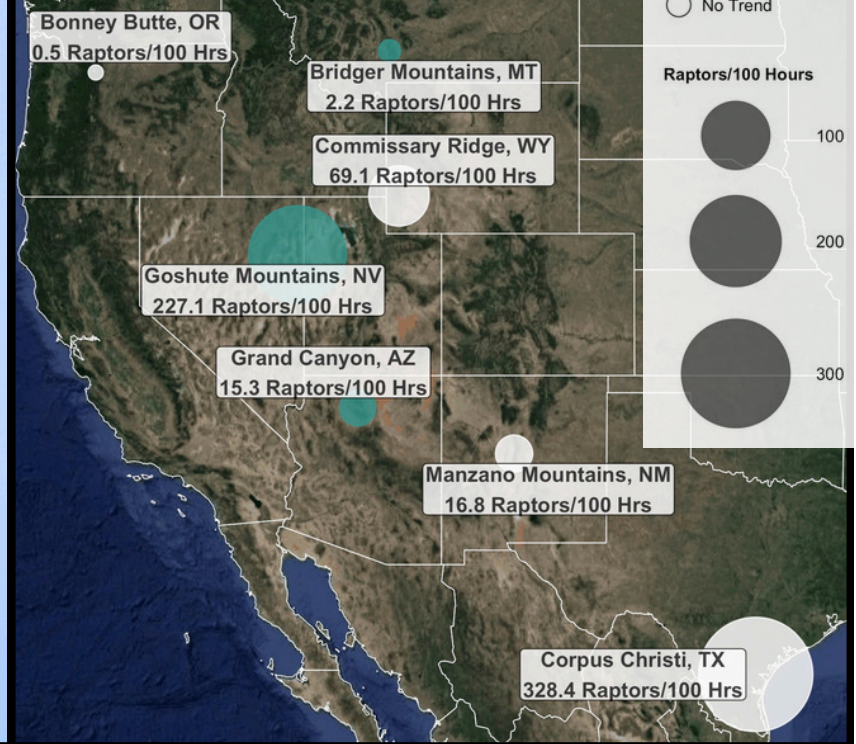 Bonney Butte, OR
0.5 Raptors/100 Hrs
Bridger Mountains, MT
2.2 Raptors/100 Hrs
Commissary Ridge, WY
69.1 Raptors/100 Hrs
Goshute Mountains, NV
227.1 Raptors/100 Hrs
Grand Canyon, AZ
15.3 Raptors/100 Hrs
Manzano Mountains, NM
16.8 Raptors/100 Hrs
Corpus Christi, TX
328.4 Raptors/100 Hrs
No Trend
Raptors/100 Hours
100
200
300